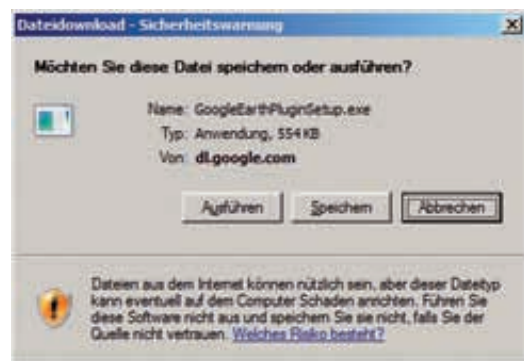 Dateidownload - Sicherheitswarnung
Möchten Sie diese Datei speichern oder ausführen?
Name: GoogleEarthPluginSetup.exe
Typ: Anwendung, 554 KB
Von: dl.google.com
Ausführen Speichern Abbrechen
Dateien aus dem Internet können nützlich sein, aber dieser Dateityp
kann eventuell auf dem Computer Schaden anrichten. Führen Sie
diese Software nicht aus und speichern Sie sie nicht, falls Sie der
Quelle nicht vertrauen. Welches Risiko besteht?